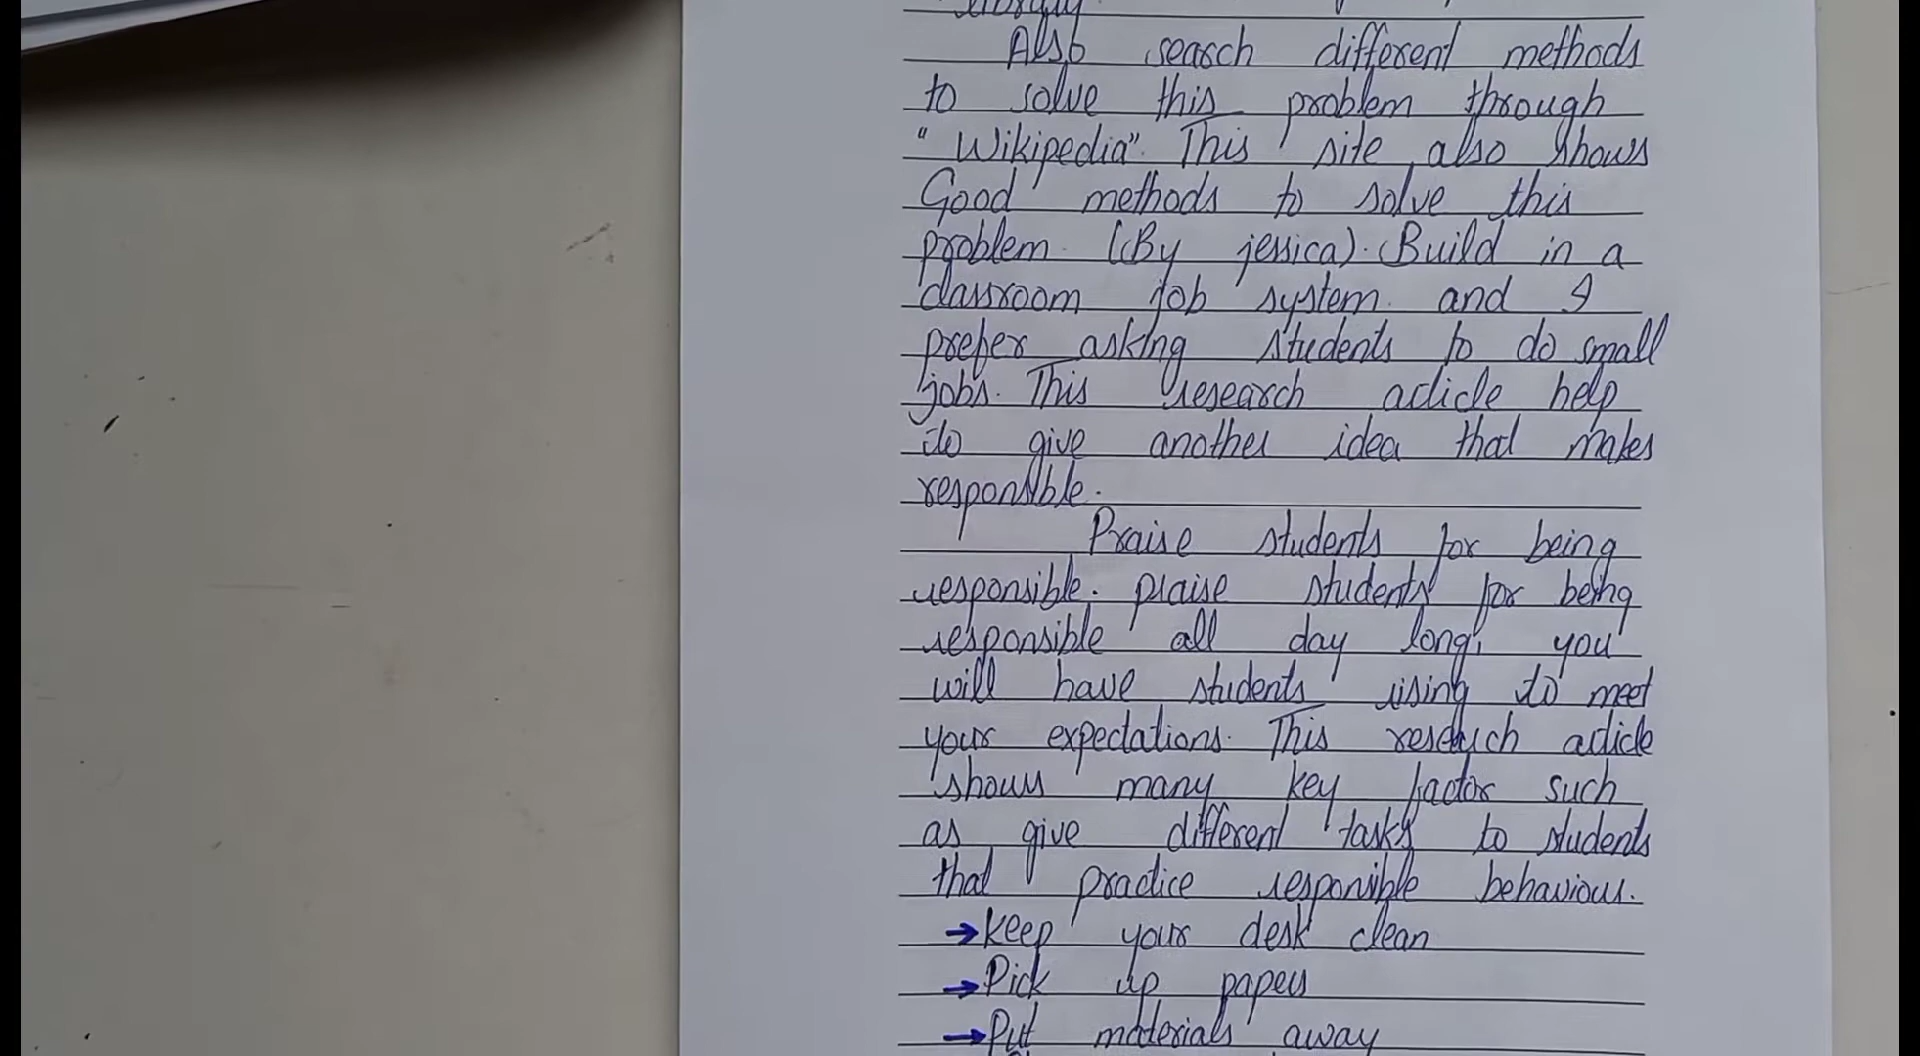 library.
Also search different methods
to solve this problem through
"Wikipedia". This site also shows
Good methods to solve this
problem. (By jessica). Build in a
classroom job system. and I
prefer asking students to do small
jobs. This research article help
to give another idea that makes
responsible.
Praise students for being
responsible. praise students for being
responsible all day long, you
will have students rising to meet
your expectations. This research article
shows many key factor such
as give different tasks to students
that practice responsible behaviour.
→ Keep your desk clean
→ Pick up papers
→ Put materials away